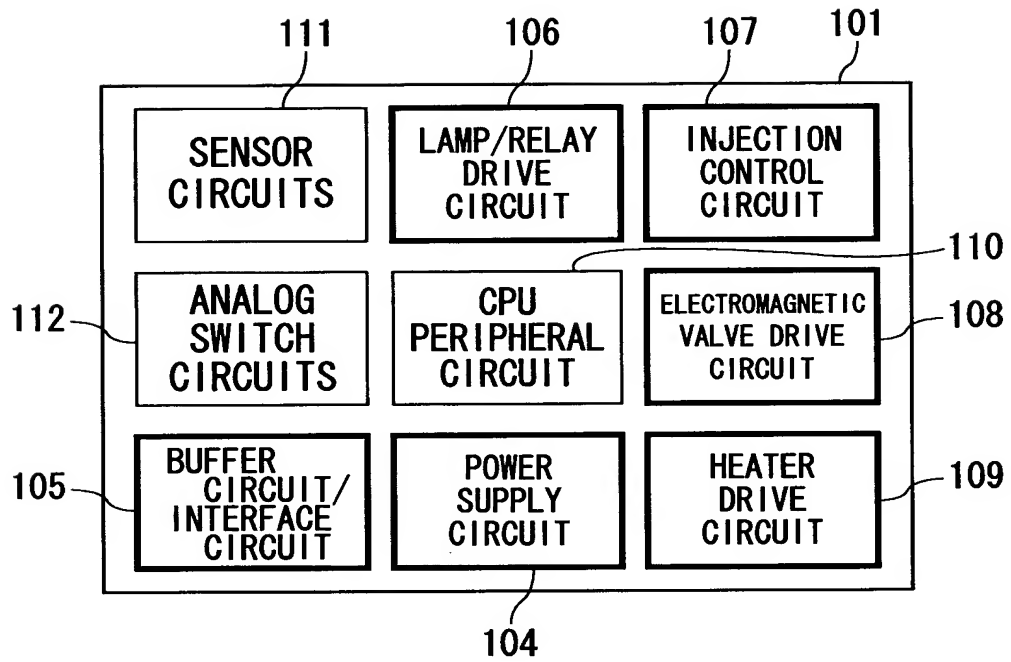 111
106
107
101
SENSOR
CIRCUITS
LAMP/RELAY
DRIVE
CIRCUIT
INJECTION
CONTROL
CIRCUIT
110
112
ANALOG
SWITCH
CIRCUITS
CPU
PERIPHERAL
CIRCUIT
ELECTROMAGNETIC
VALVE DRIVE
CIRCUIT
108
105
BUFFER
CIRCUIT/
INTERFACE
CIRCUIT
POWER
SUPPLY
CIRCUIT
HEATER
DRIVE
CIRCUIT
109
104